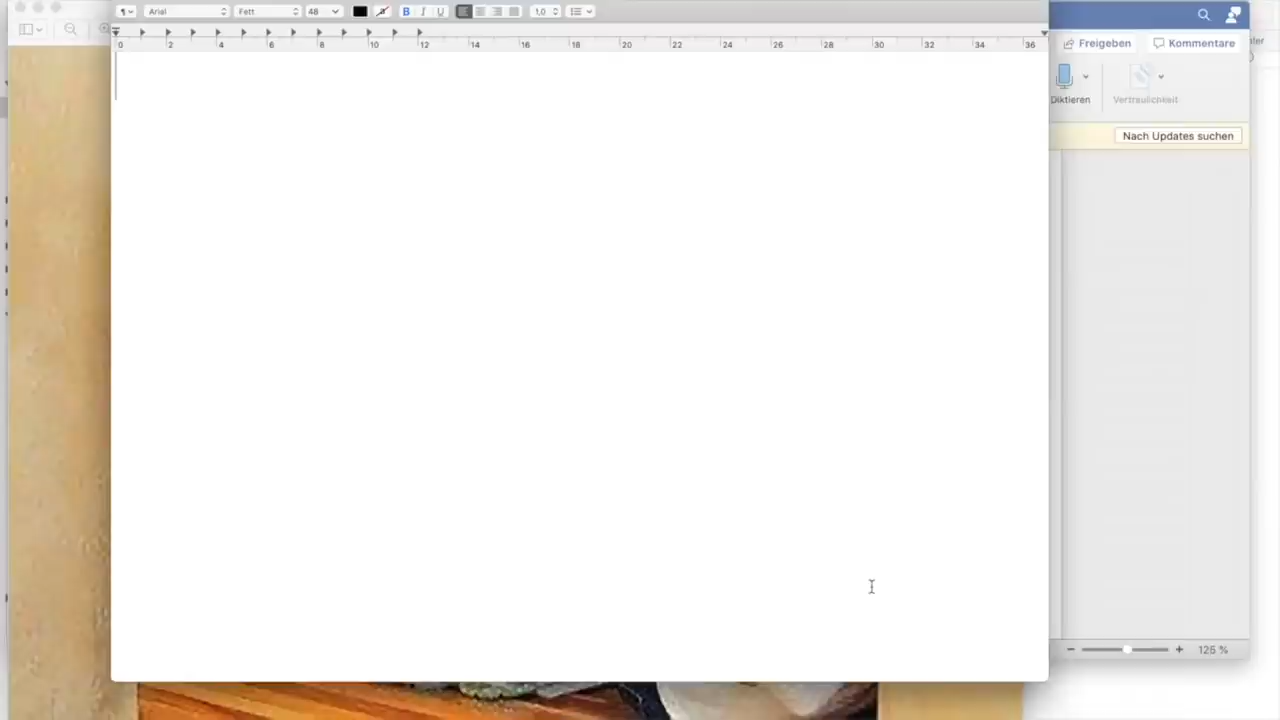 Arial Fett 48 B I U 1,0
0 2 4 6 8 10 12 14 16 18 20 22 24 26 28 30 32 34 36
Freigeben Kommentare
Diktieren Vertraulichkeit
Nach Updates suchen
125 %